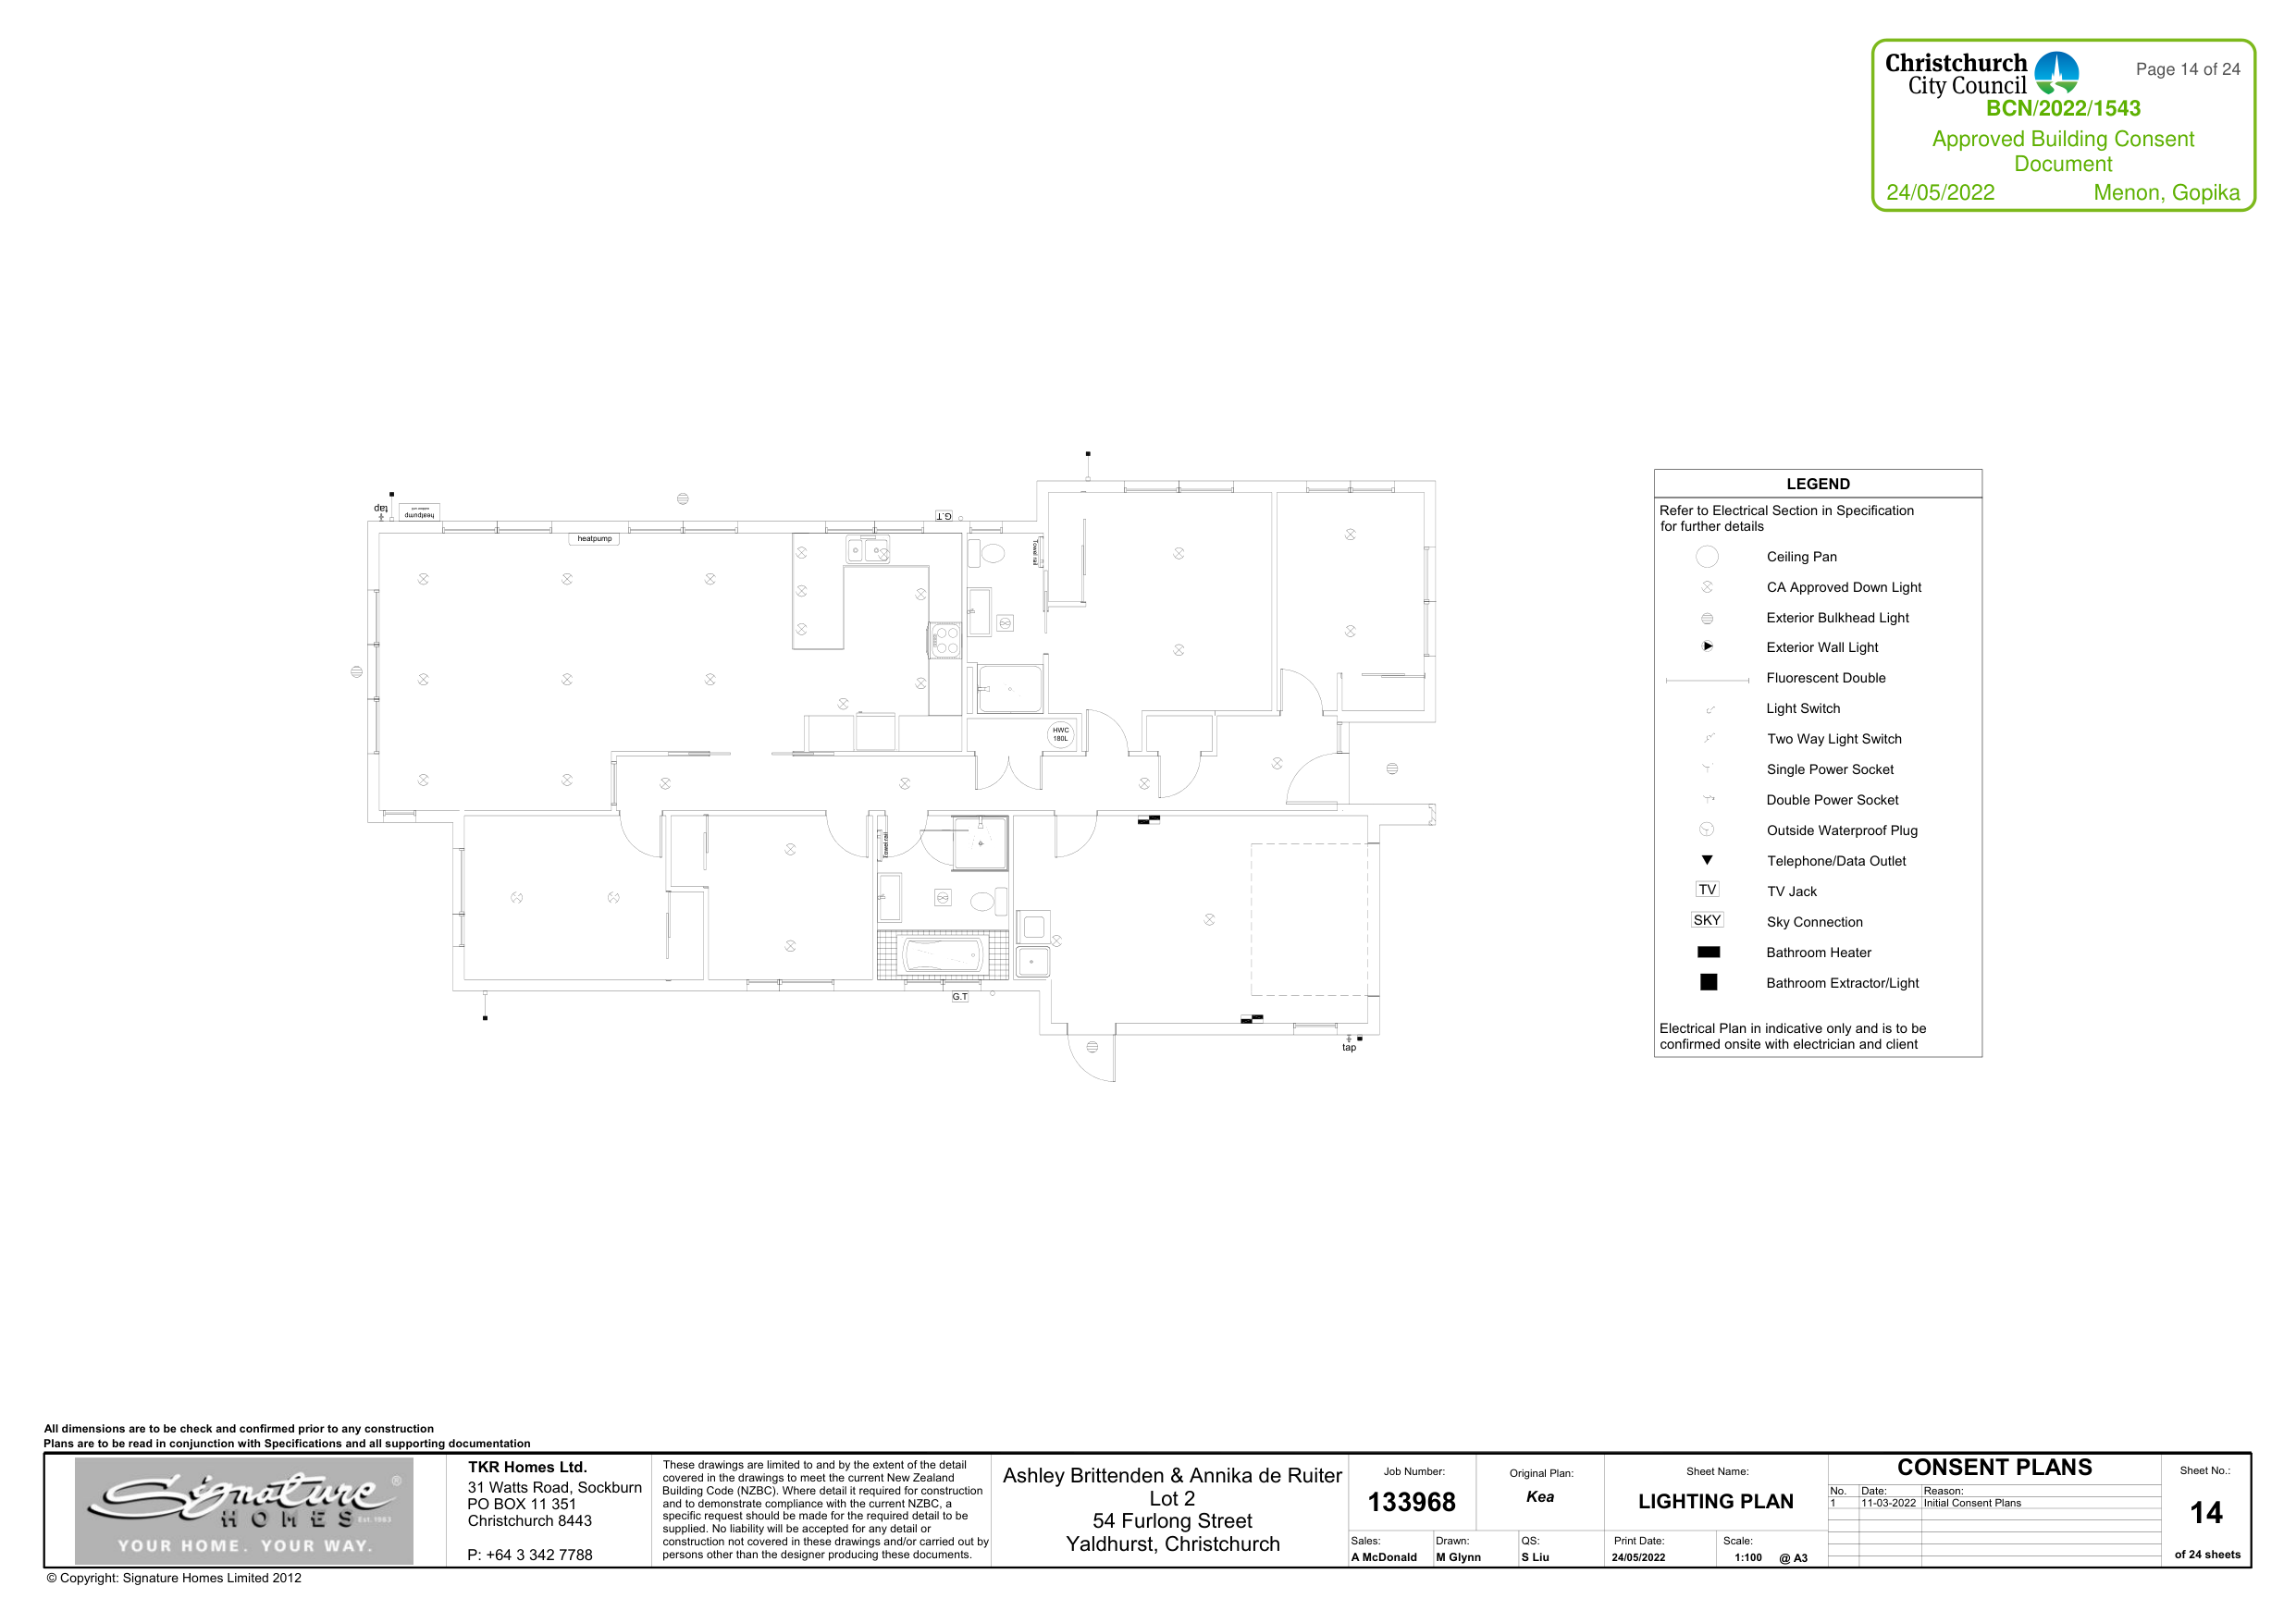 Christchurch
City Council
Page 14 of 24
BCN/2022/1543
Approved Building Consent
Document
24/05/2022 Menon, Gopika
tap
heatpump
heatpump
G.T
Towel rail
HWC
180L
Towel rail
G.T
tap
LEGEND
Refer to Electrical Section in Specification
for further details
Ceiling Pan
CA Approved Down Light
Exterior Bulkhead Light
Exterior Wall Light
Fluorescent Double
Light Switch
Two Way Light Switch
Single Power Socket
Double Power Socket
Outside Waterproof Plug
Telephone/Data Outlet
TV TV Jack
SKY Sky Connection
Bathroom Heater
Bathroom Extractor/Light
Electrical Plan in indicative only and is to be
confirmed onsite with electrician and client
All dimensions are to be check and confirmed prior to any construction
Plans are to be read in conjunction with Specifications and all supporting documentation
Signature ®
HOMES Est. 1983
YOUR HOME. YOUR WAY.
TKR Homes Ltd.
31 Watts Road, Sockburn
PO BOX 11 351
Christchurch 8443
P: +64 3 342 7788
These drawings are limited to and by the extent of the detail
covered in the drawings to meet the current New Zealand
Building Code (NZBC). Where detail it required for construction
and to demonstrate compliance with the current NZBC, a
specific request should be made for the required detail to be
supplied. No liability will be accepted for any detail or
construction not covered in these drawings and/or carried out by
persons other than the designer producing these documents.
Ashley Brittenden & Annika de Ruiter
Lot 2
54 Furlong Street
Yaldhurst, Christchurch
Job Number:
133968
Original Plan:
Kea
Sales:
A McDonald
Drawn:
M Glynn
QS:
S Liu
Sheet Name:
LIGHTING PLAN
Print Date:
24/05/2022
Scale:
1:100 @ A3
CONSENT PLANS
No. Date: Reason:
1 11-03-2022 Initial Consent Plans
Sheet No.:
14
of 24 sheets
© Copyright: Signature Homes Limited 2012